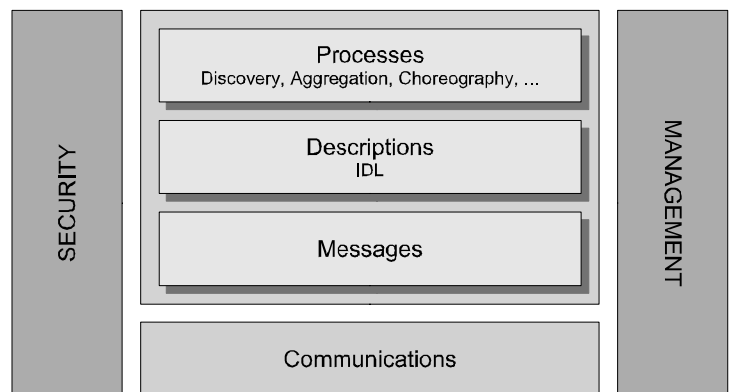 SECURITY
Processes
Discovery, Aggregation, Choreography, ...
Descriptions
IDL
Messages
Communications
MANAGEMENT